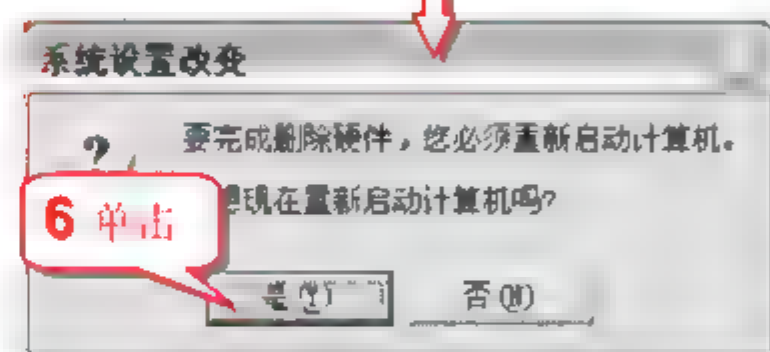 系统设置改变
要完成删除硬件，您必须重新启动计算机。
想现在重新启动计算机吗?
6 单击
是(Y)
否(N)